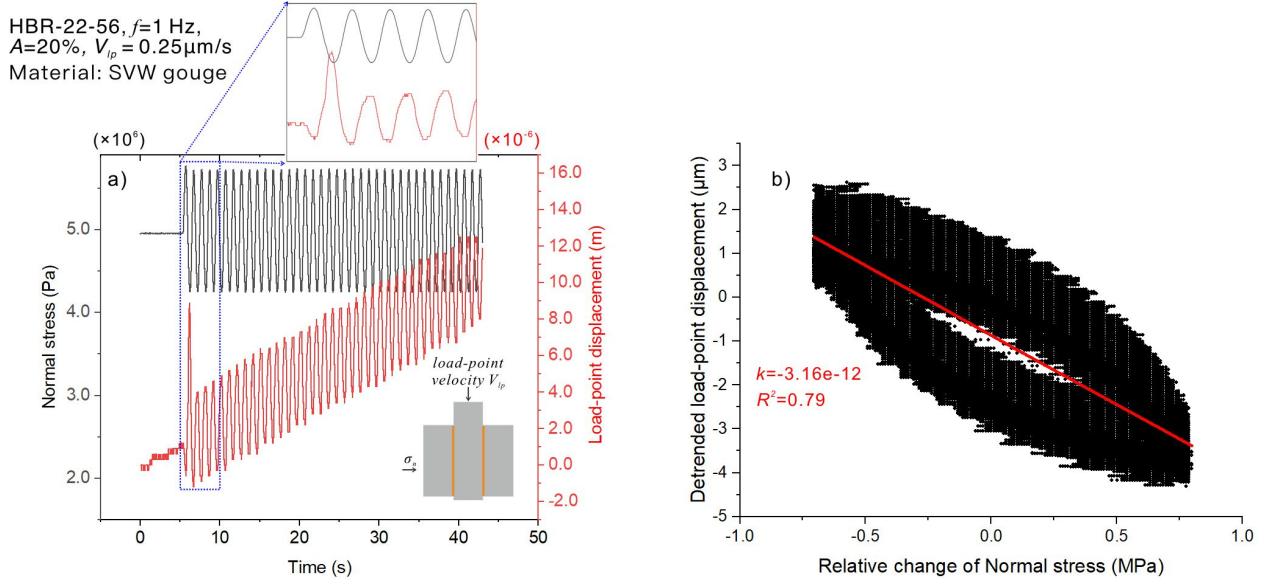 HBR-22-56, f=1 Hz,
A=20%, Vlp = 0.25μm/s
Material: SVW gouge
(×10⁶)
(×10⁻⁶)
a)
5.0
4.0
3.0
2.0
Normal stress (Pa)
16.0
14.0
12.0
10.0
8.0
6.0
4.0
2.0
0.0
-2.0
Load-point displacement (m)
load-point
velocity Vlp
σn
0
10
20
30
40
50
Time (s)
b)
3
2
1
0
-1
-2
-3
-4
-5
Detrended load-point displacement (μm)
k=-3.16e-12
R²=0.79
-1.0
-0.5
0.0
0.5
1.0
Relative change of Normal stress (MPa)